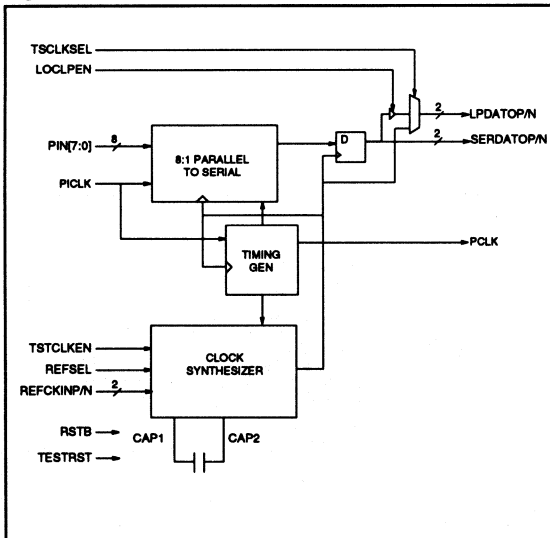 TSCLKSEL
LOCLPEN
2
LPDATOP/N
D
2
SERDATOP/N
PIN[7:0]
8
8:1 PARALLEL
TO SERIAL
PICLK
TIMING
GEN
PCLK
TSTCLKEN
REFSEL
REFCKINP/N
2
CLOCK
SYNTHESIZER
RSTB
TESTRST
CAP1
CAP2